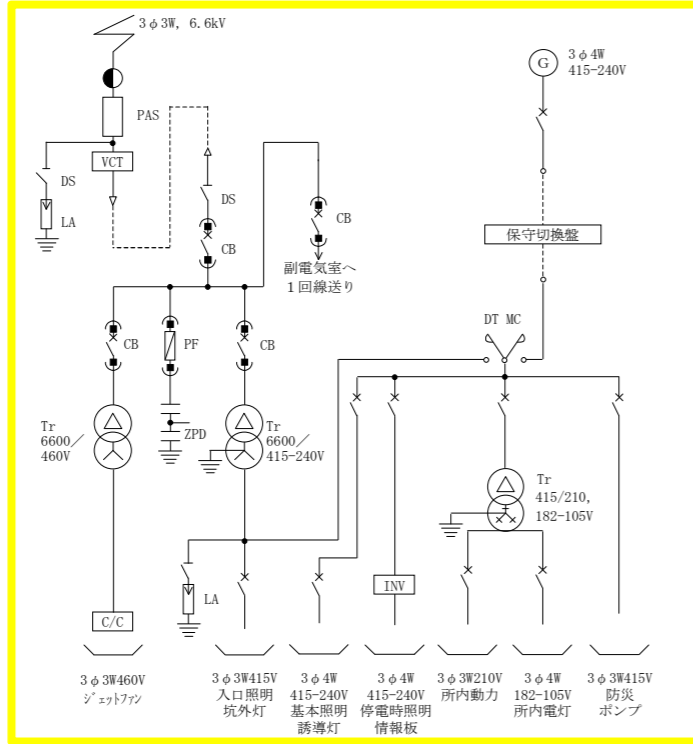 3φ3W, 6.6kV
PAS
VCT
DS
LA
DS
CB
CB
副電気室へ
1回線送り
G
3φ4W
415-240V
保守切換盤
DT MC
CB
PF
CB
ZPD
Tr
6600/
460V
Tr
6600/
415-240V
Tr
415/210,
182-105V
LA
INV
C/C
3φ3W460V
ジェットファン
3φ3W415V
入口照明
坑外灯
3φ4W
415-240V
基本照明
誘導灯
3φ4W
415-240V
停電時照明
情報板
3φ3W210V
所内動力
3φ4W
182-105V
所内電灯
3φ3W415V
防災
ポンプ